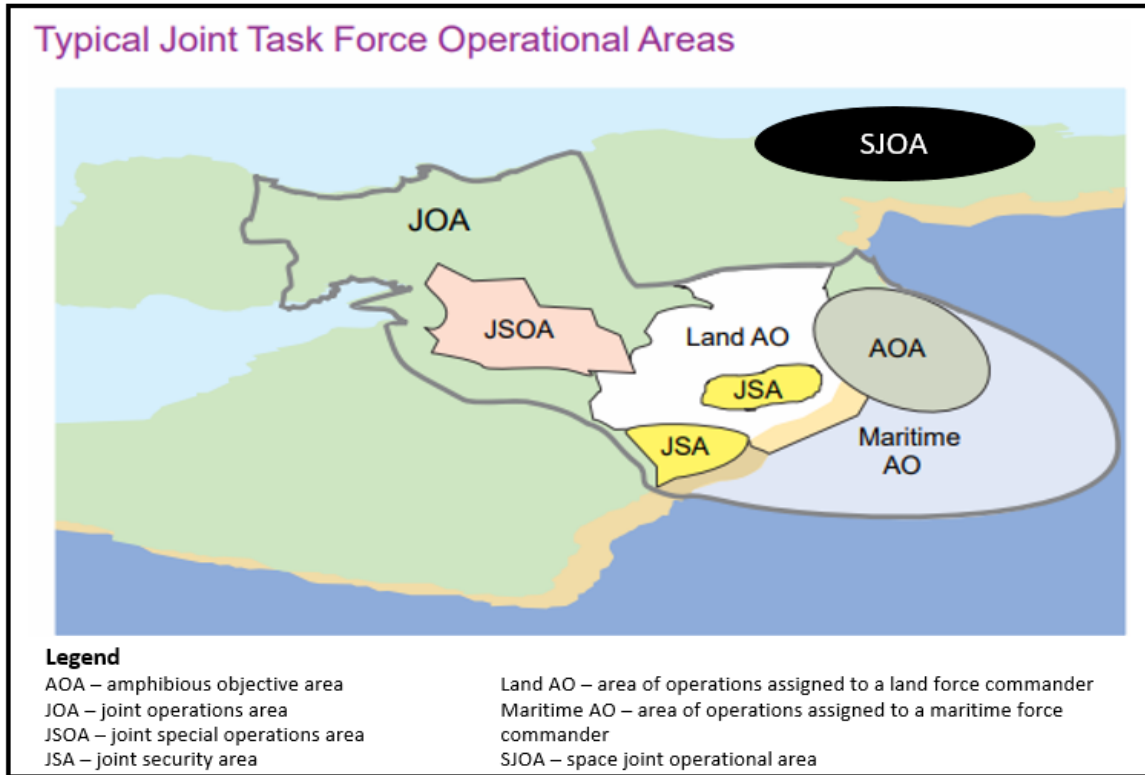 Typical Joint Task Force Operational Areas
SJOA
JOA
JSOA
Land AO
AOA
JSA
JSA
Maritime
AO
Legend
AOA – amphibious objective area
JOA – joint operations area
JSOA – joint special operations area
JSA – joint security area
Land AO – area of operations assigned to a land force commander
Maritime AO – area of operations assigned to a maritime force
commander
SJOA – space joint operational area